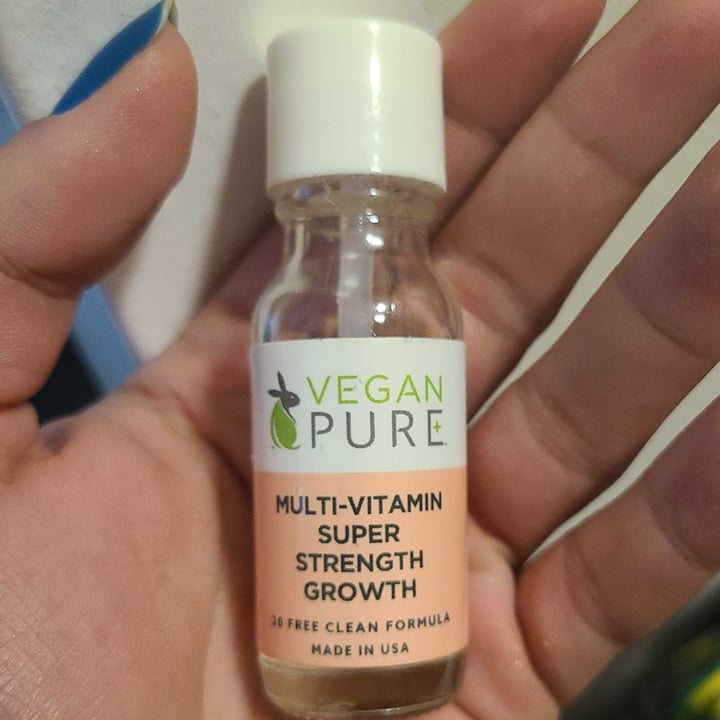 VEGAN
PURE+
MULTI-VITAMIN
SUPER
STRENGTH
GROWTH
20 FREE CLEAN FORMULA
MADE IN USA